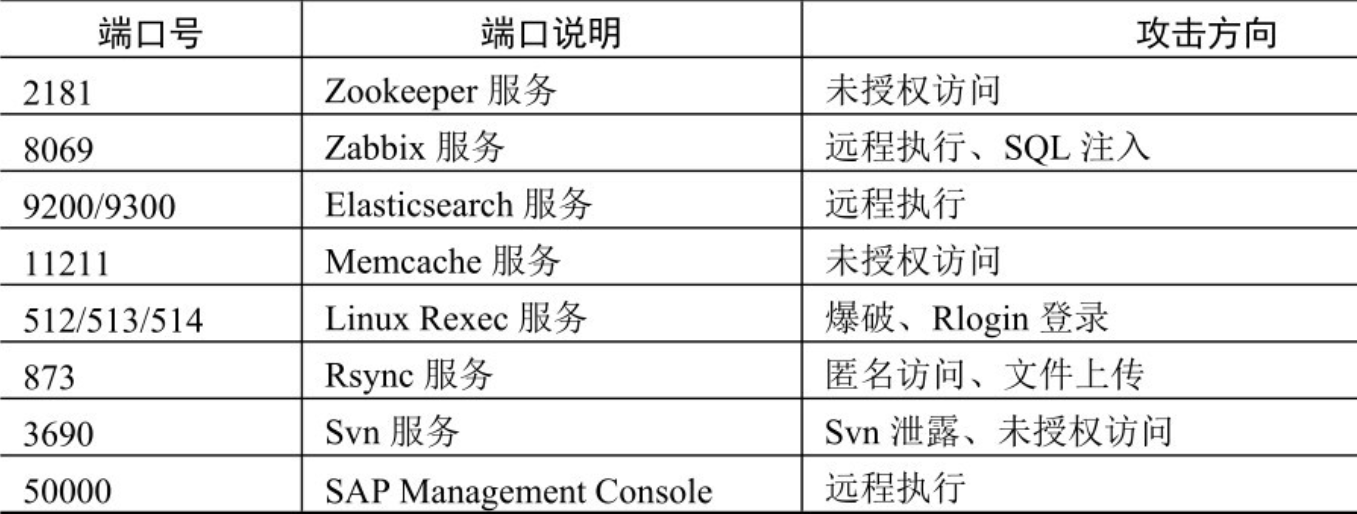 端口号 端口说明 攻击方向
2181 Zookeeper 服务 未授权访问
8069 Zabbix 服务 远程执行、SQL 注入
9200/9300 Elasticsearch 服务 远程执行
11211 Memcache 服务 未授权访问
512/513/514 Linux Rexec 服务 爆破、Rlogin 登录
873 Rsync 服务 匿名访问、文件上传
3690 Svn 服务 Svn 泄露、未授权访问
50000 SAP Management Console 远程执行